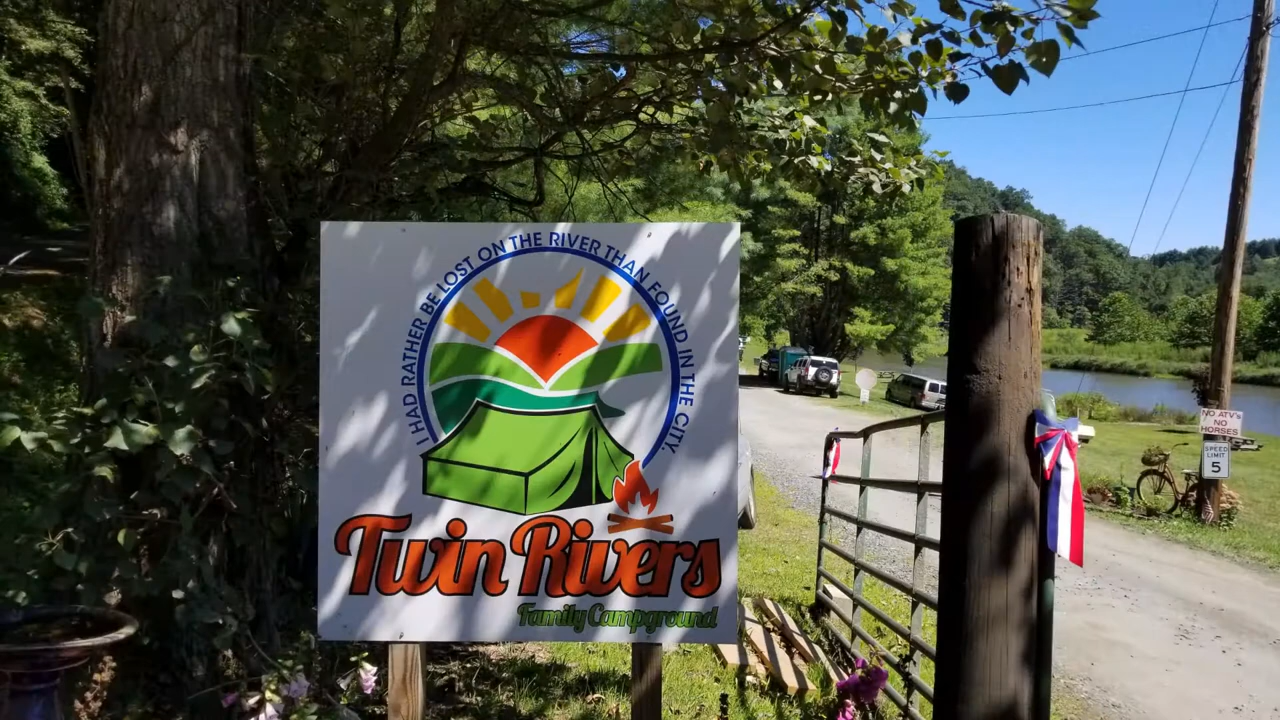 I HAD RATHER BE LOST ON THE RIVER THAN FOUND IN THE CITY.
Twin Rivers
Family Campground
NO ATV's
NO
HORSES
SPEED
LIMIT
5